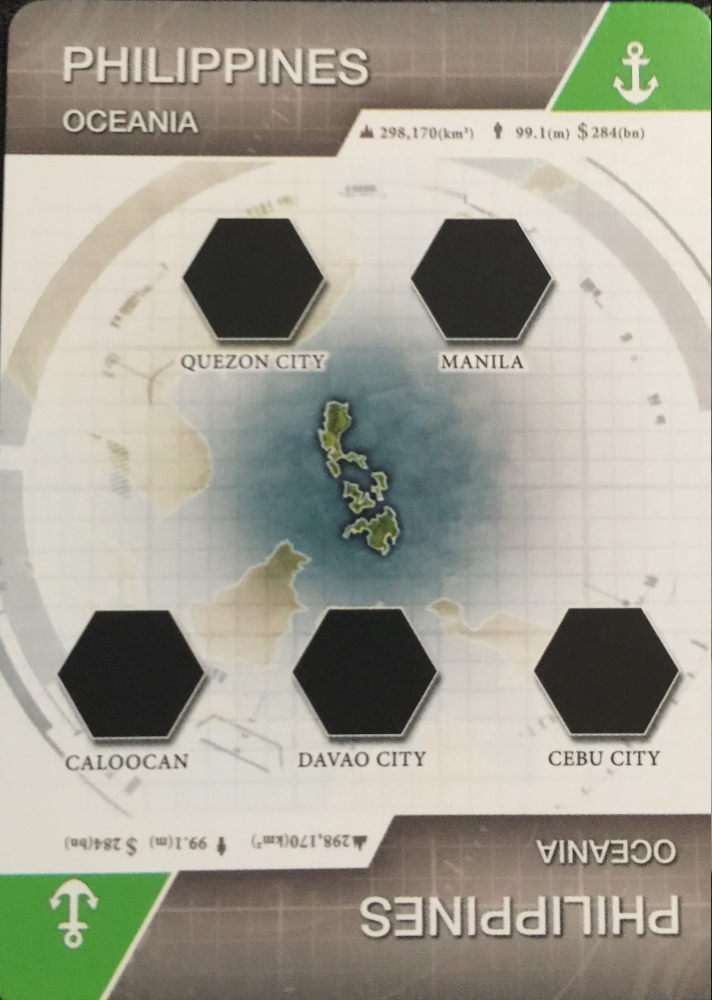 PHILIPPINES
OCEANIA
298,170(km²) 99.1(m) $ 284(bn)
QUEZON CITY MANILA
CALOOCAN DAVAO CITY CEBU CITY
298,170(km²) 99.1(m) $ 284(bn)
OCEANIA
PHILIPPINES